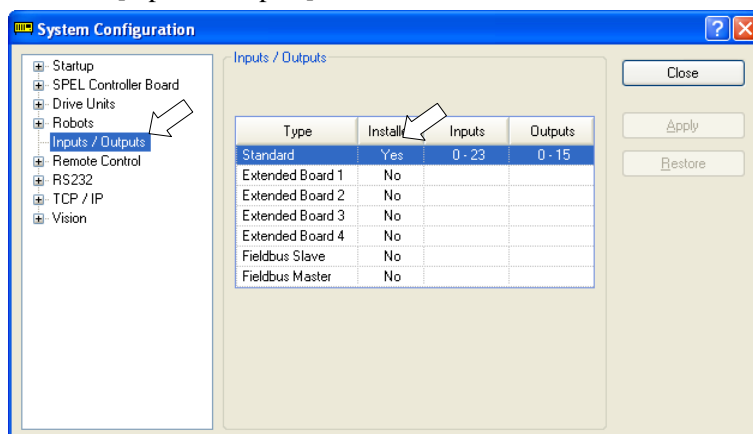 System Configuration
Startup
SPEL Controller Board
Drive Units
Robots
Inputs / Outputs
Remote Control
RS232
TCP / IP
Vision
Inputs / Outputs
Type Installe Inputs Outputs
Standard Yes 0 - 23 0 - 15
Extended Board 1 No
Extended Board 2 No
Extended Board 3 No
Extended Board 4 No
Fieldbus Slave No
Fieldbus Master No
Close
Apply
Restore